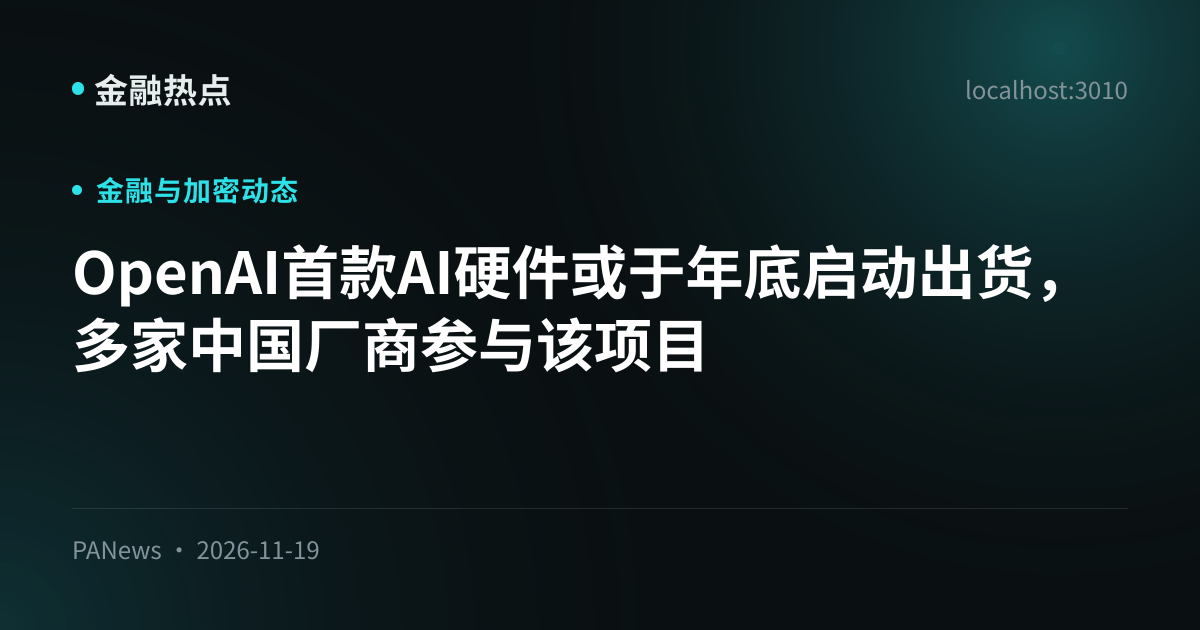 金融热点
localhost:3010
金融与加密动态
OpenAI首款AI硬件或于年底启动出货，
多家中国厂商参与该项目
PANews • 2026-11-19